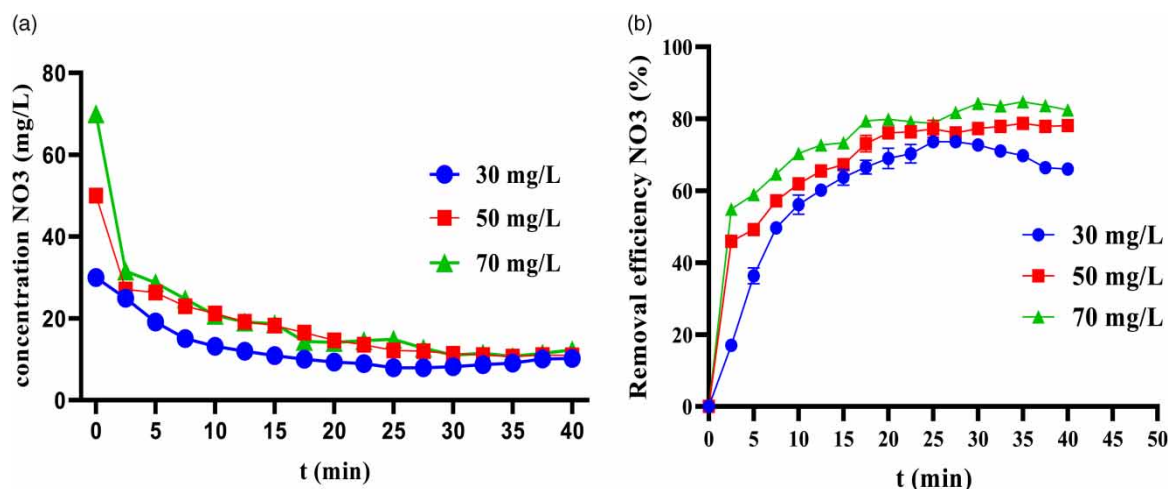 (a)
concentration NO3 (mg/L)
80
60
40
20
0
30 mg/L
50 mg/L
70 mg/L
0 5 10 15 20 25 30 35 40
t (min)
(b)
Removal efficiency NO3 (%)
100
80
60
40
20
0
30 mg/L
50 mg/L
70 mg/L
0 5 10 15 20 25 30 35 40 45 50
t (min)